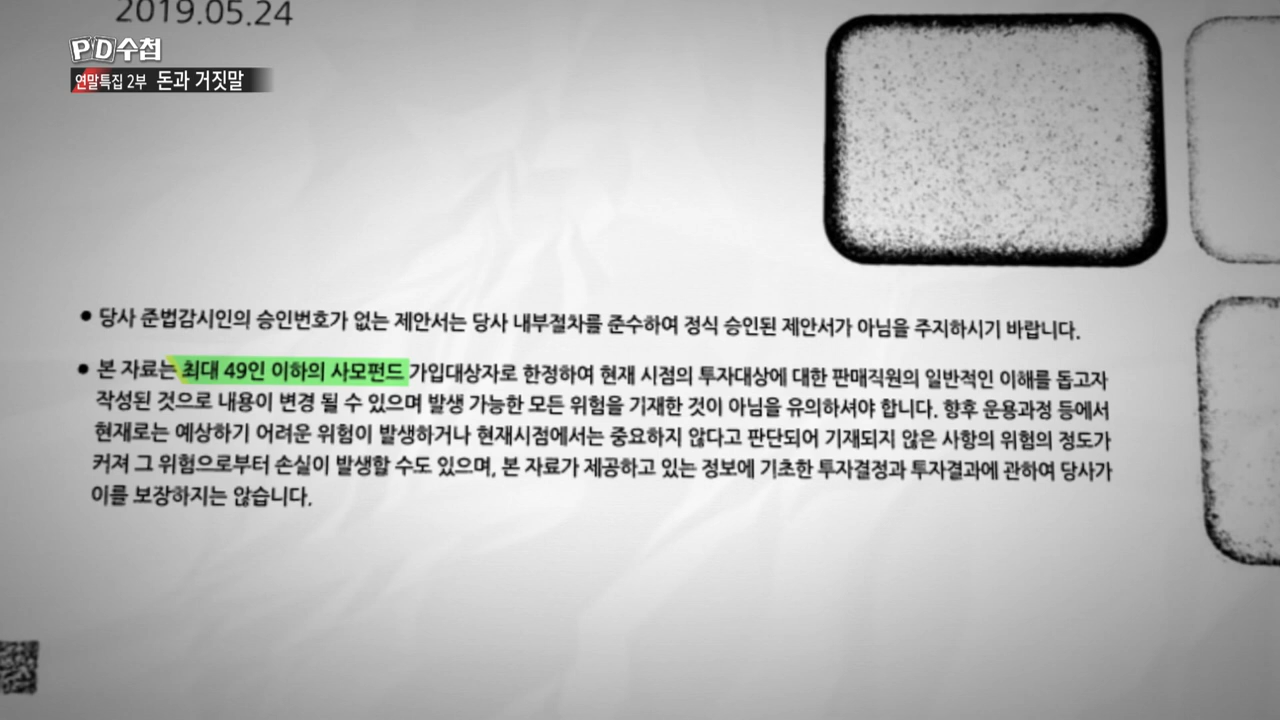 2019.05.24
PD수첩
연말특집 2부 돈과 거짓말
● 당사 준법감시인의 승인번호가 없는 제안서는 당사 내부절차를 준수하여 정식 승인된 제안서가 아님을 주지하시기 바랍니다.
● 본 자료는 최대 49인 이하의 사모펀드 가입대상자로 한정하여 현재 시점의 투자대상에 대한 판매직원의 일반적인 이해를 돕고자
작성된 것으로 내용이 변경 될 수 있으며 발생 가능한 모든 위험을 기재한 것이 아님을 유의하셔야 합니다. 향후 운용과정 등에서
현재로는 예상하기 어려운 위험이 발생하거나 현재시점에서는 중요하지 않다고 판단되어 기재되지 않은 사항의 위험의 정도가
커져 그 위험으로부터 손실이 발생할 수도 있으며, 본 자료가 제공하고 있는 정보에 기초한 투자결정과 투자결과에 관하여 당사가
이를 보장하지는 않습니다.